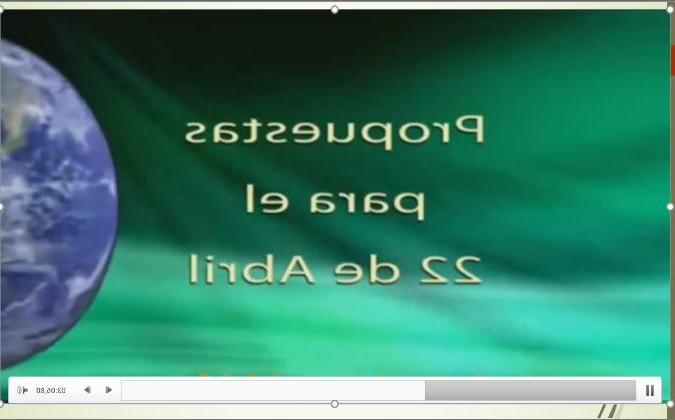 Propuestas
para el
22 de Abril